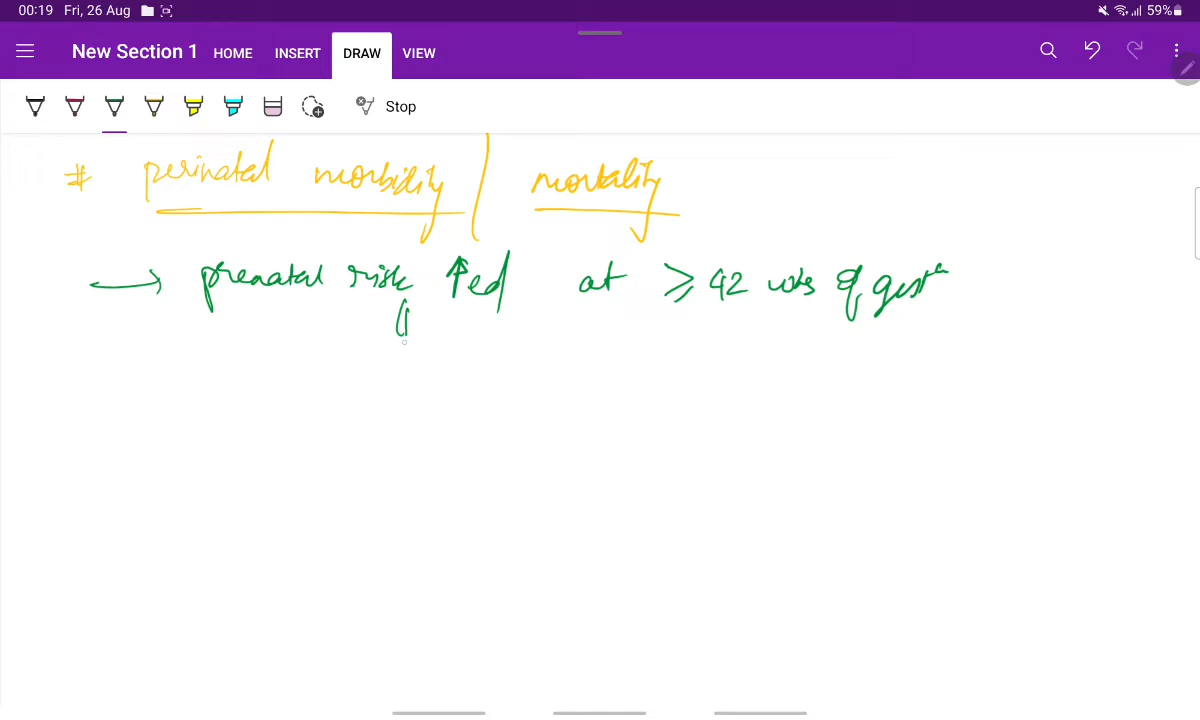 00:19 Fri, 26 Aug 59%
New Section 1 HOME INSERT DRAW VIEW
Stop
# perinatal morbidity / mortality
→ prenatal risk ↑ed at ≥ 42 wks of gestⁿ